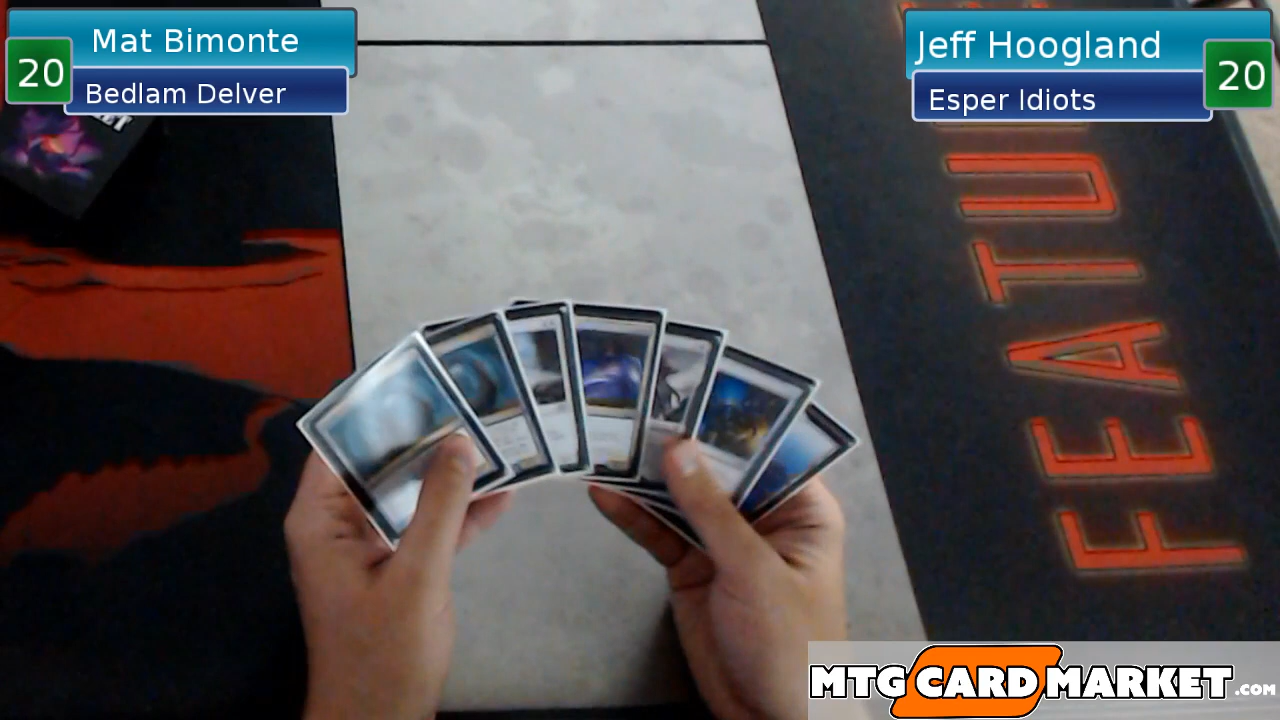 Mat Bimonte
20
Bedlam Delver
Jeff Hoogland
20
Esper Idiots
FEATU
MTG CARD MARKET.COM